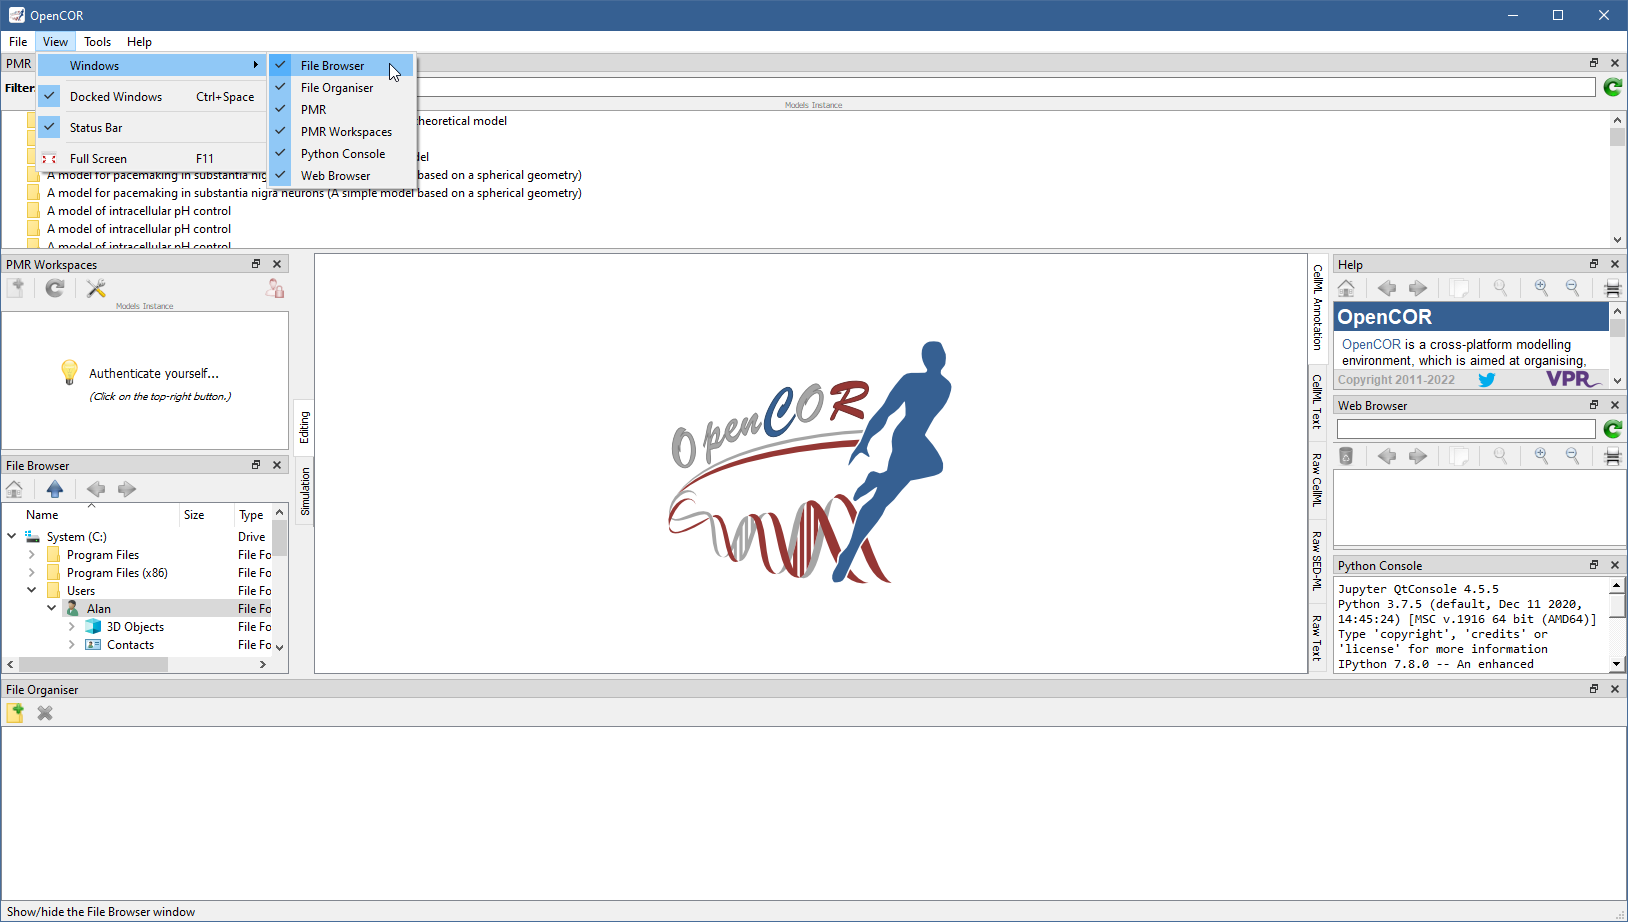 OpenCOR
File View Tools Help
PMR
Windows
Docked Windows Ctrl+Space
Status Bar
Full Screen F11
File Browser
File Organiser
PMR
PMR Workspaces
Python Console
Web Browser
Filter:
Models Instance
heoretical model
del
A model for pacemaking in substantia nig based on a spherical geometry)
A model for pacemaking in substantia nigra neurons (A simple model based on a spherical geometry)
A model of intracellular pH control
A model of intracellular pH control
A model of intracellular pH control
PMR Workspaces
Models Instance
Authenticate yourself...
(Click on the top-right button.)
File Browser
Name Size Type
System (C:) Drive
Program Files File Fo
Program Files (x86) File Fo
Users File Fo
Alan File Fo
3D Objects File Fo
Contacts File Fo
Editing
Simulation
OpenCOR
CellML Annotation
CellML Text
Raw CellML
Raw SED-ML
Raw Text
Help
OpenCOR
OpenCOR is a cross-platform modelling
environment, which is aimed at organising,
Copyright 2011-2022 VPR
Web Browser
Python Console
Jupyter QtConsole 4.5.5
Python 3.7.5 (default, Dec 11 2020,
14:45:24) [MSC v.1916 64 bit (AMD64)]
Type 'copyright', 'credits' or
'license' for more information
IPython 7.8.0 -- An enhanced
File Organiser
Show/hide the File Browser window